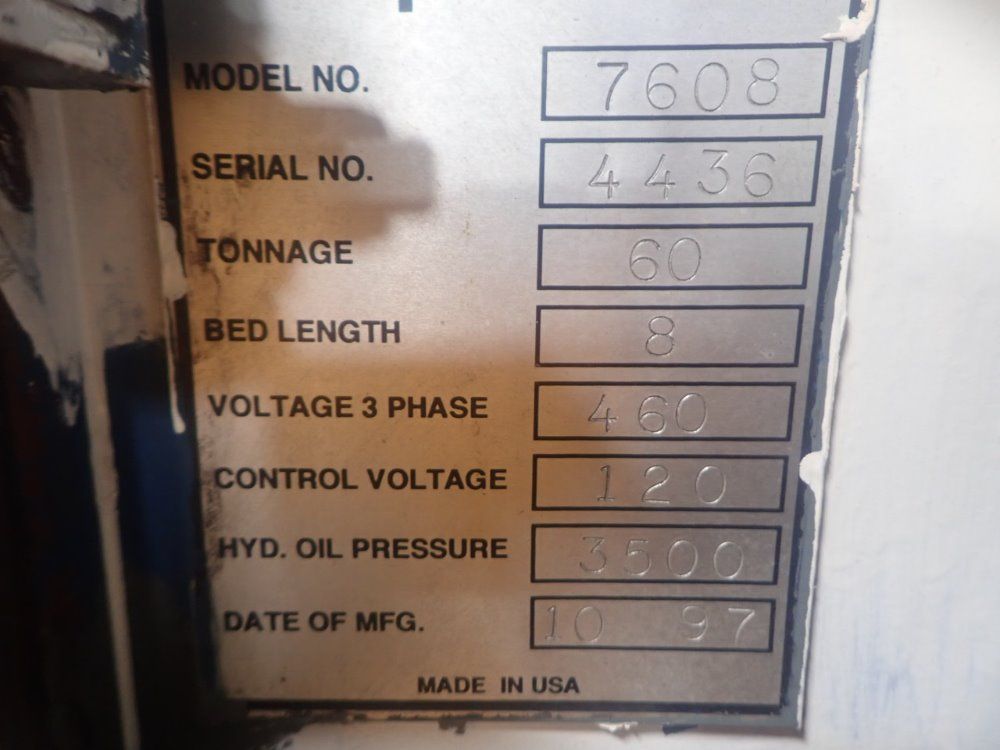 MODEL NO. 7608
SERIAL NO. 4436
TONNAGE 60
BED LENGTH 8
VOLTAGE 3 PHASE 460
CONTROL VOLTAGE 120
HYD. OIL PRESSURE 3500
DATE OF MFG. 10 97
MADE IN USA